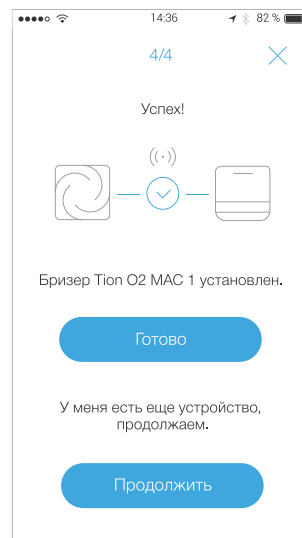 14:36 82 %
4/4
Успех!
Бризер Tion O2 MAC 1 установлен.
Готово
У меня есть еще устройство,
продолжаем.
Продолжить